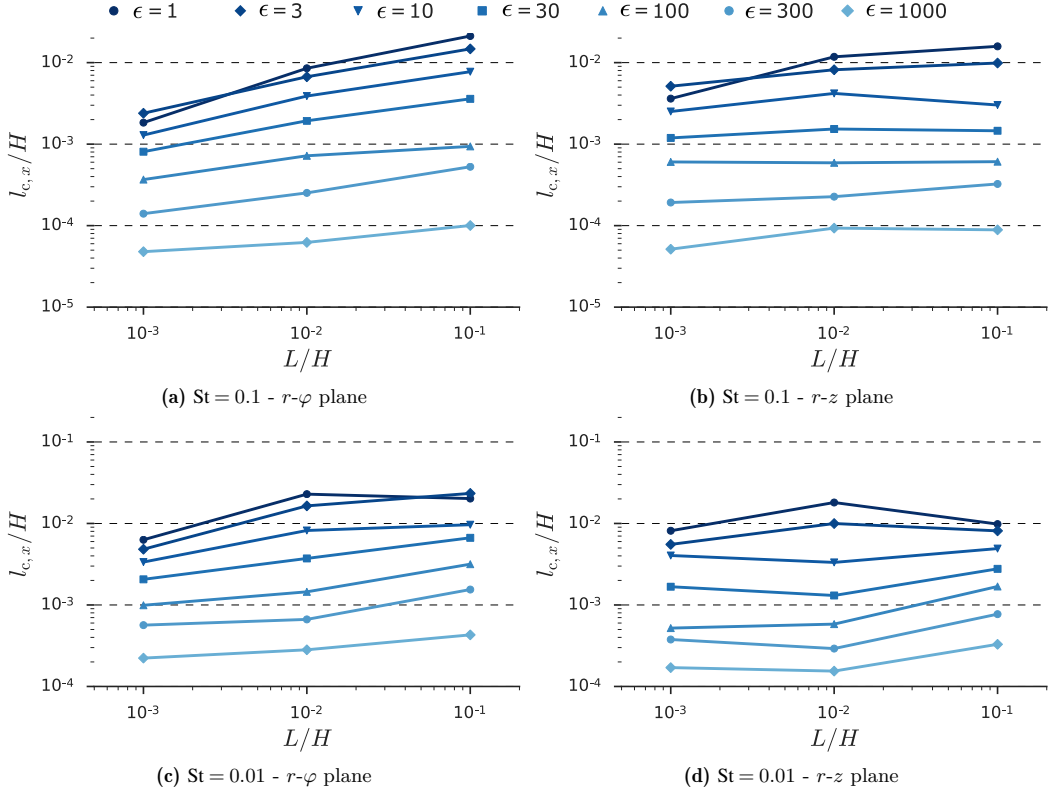 ϵ = 1 ϵ = 3 ϵ = 10 ϵ = 30 ϵ = 100 ϵ = 300 ϵ = 1000
10⁻²
10⁻³
10⁻⁴
10⁻⁵
l_{c, x}/H
10⁻³ 10⁻² 10⁻¹
L/H
(a) St = 0.1 - r-φ plane
10⁻²
10⁻³
10⁻⁴
10⁻⁵
l_{c, x}/H
10⁻³ 10⁻² 10⁻¹
L/H
(b) St = 0.1 - r-z plane
10⁻¹
10⁻²
10⁻³
10⁻⁴
l_{c, x}/H
10⁻³ 10⁻² 10⁻¹
L/H
(c) St = 0.01 - r-φ plane
10⁻¹
10⁻²
10⁻³
10⁻⁴
l_{c, x}/H
10⁻³ 10⁻² 10⁻¹
L/H
(d) St = 0.01 - r-z plane